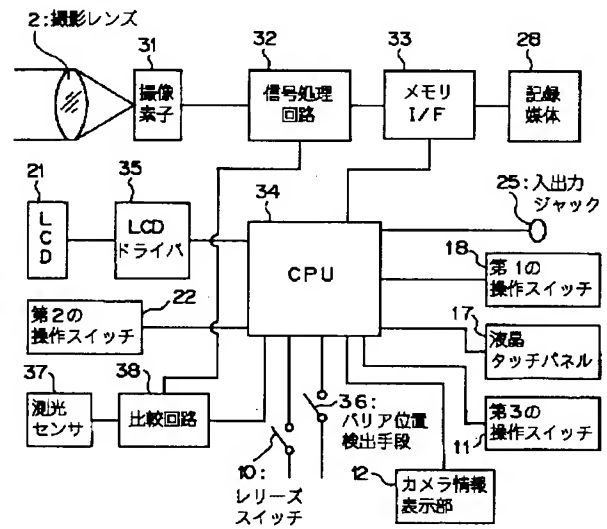 2:撮影レンズ
31
32
33
28
撮像
素子
信号処理
回路
メモリ
I/F
記録
媒体
21
35
34
25:入出力
ジャック
L
C
D
LCD
ドライバ
CPU
18
第1の
操作スイッチ
22
第2の
操作スイッチ
17
液晶
タッチパネル
37
38
測光
センサ
比較回路
36:
バリア位置
検出手段
第3の
操作スイッチ
11
10:
レリーズ
スイッチ
12
カメラ情報
表示部